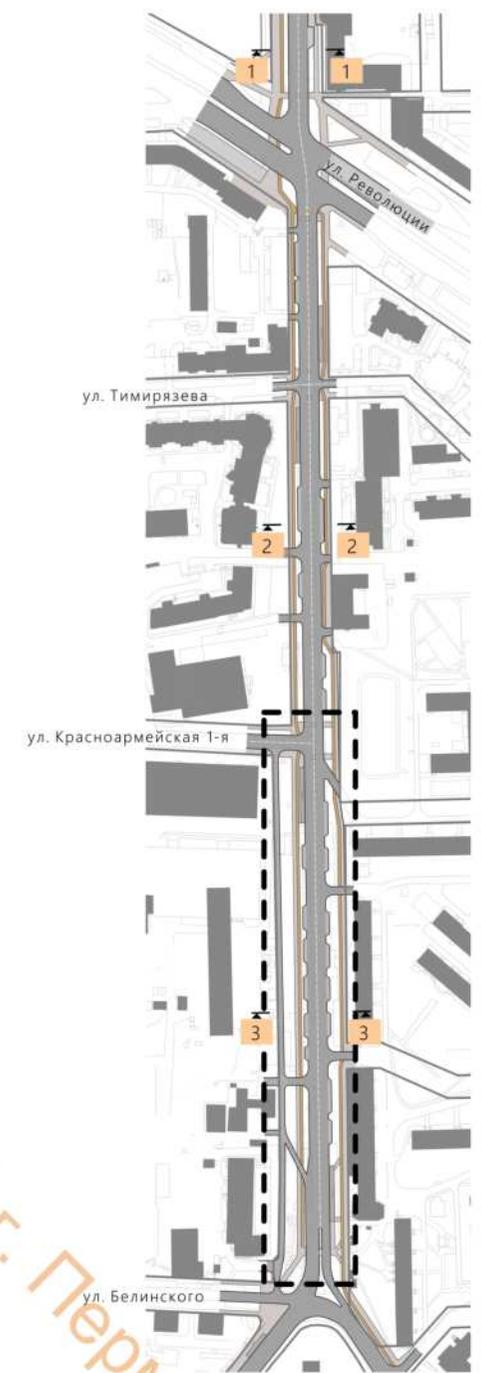 1 1
ул. Революции
ул. Тимирязева
2 2
ул. Красноармейская 1-я
3 3
г. Перм
ул. Белинского